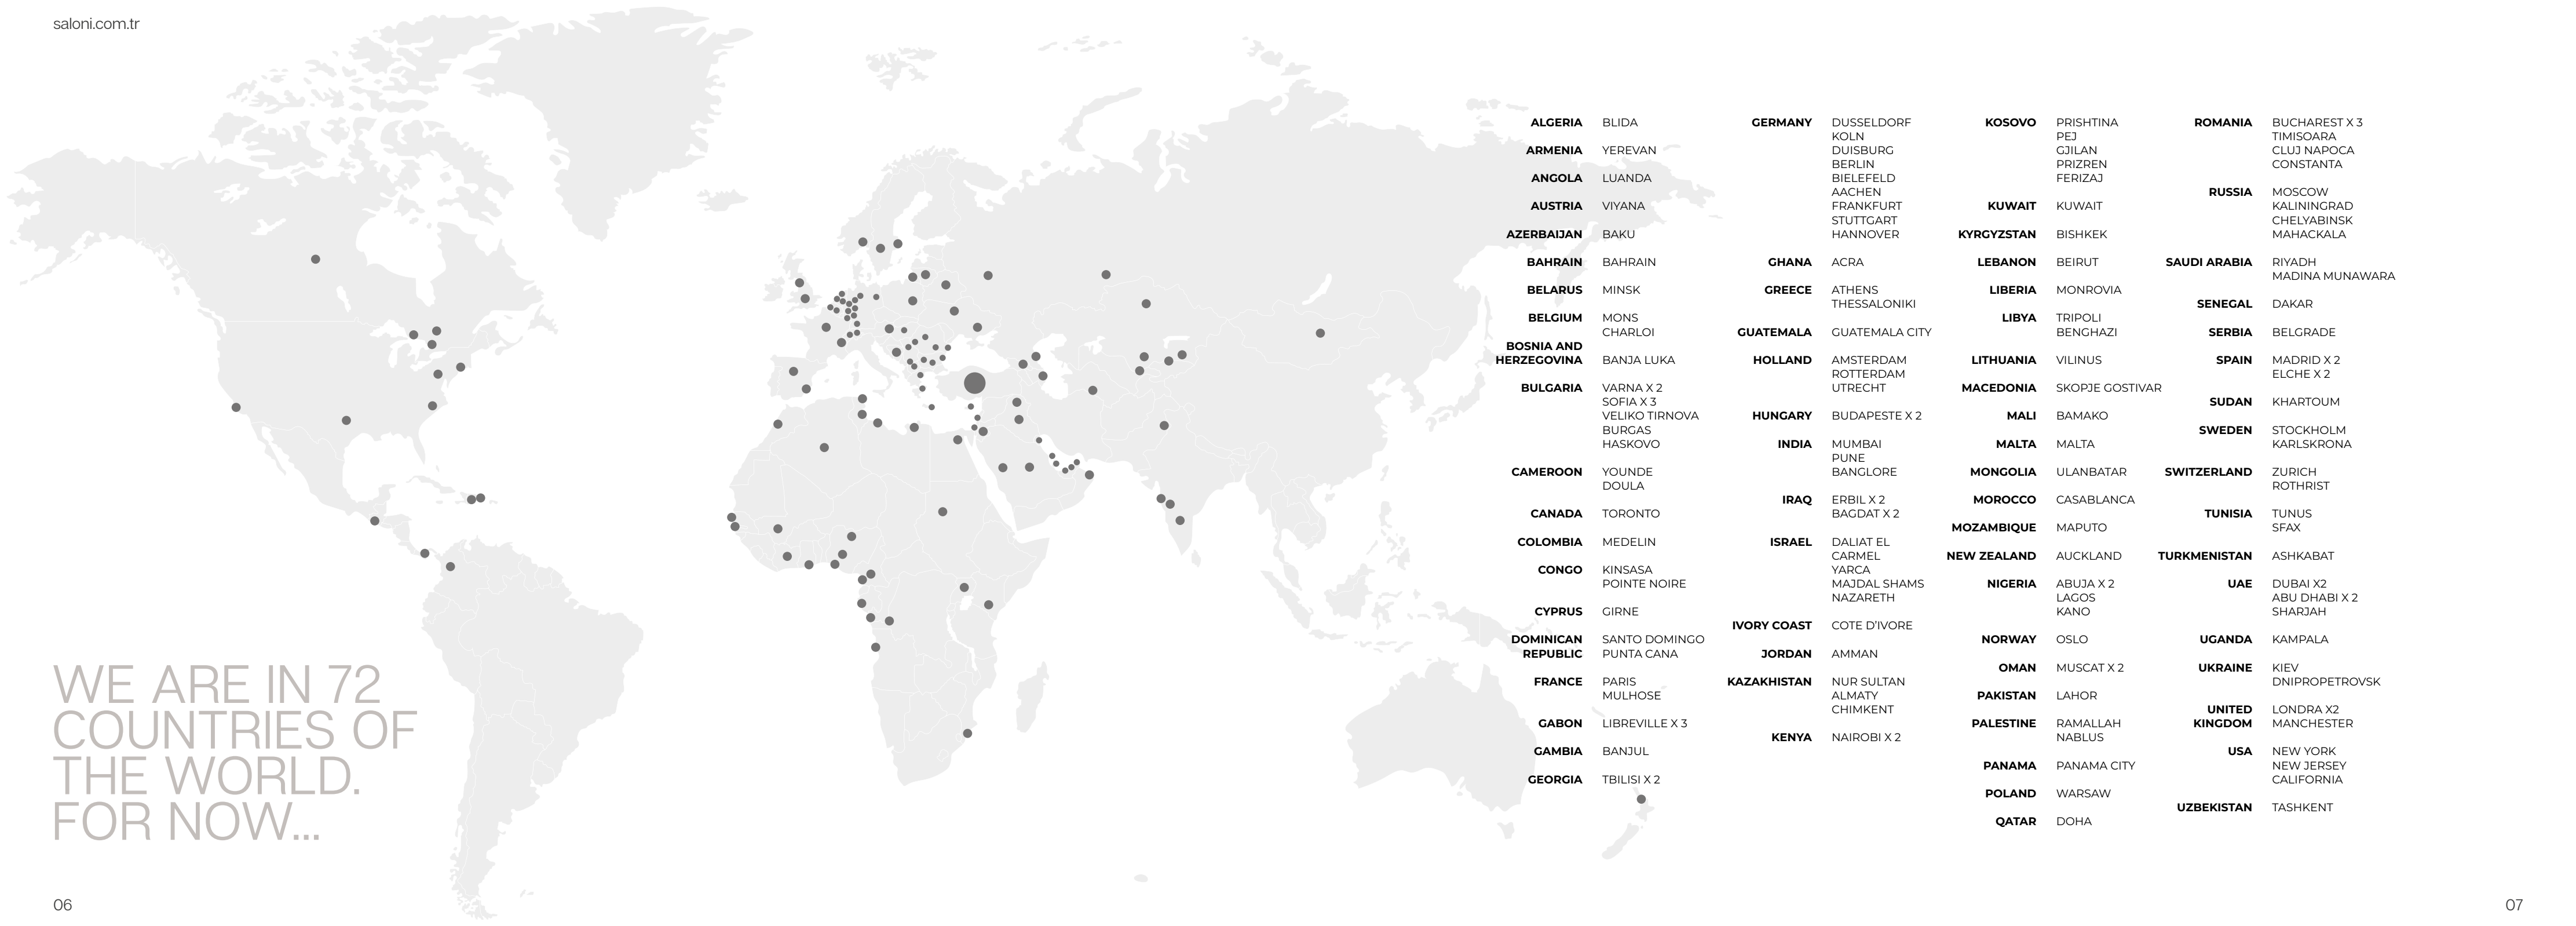 saloni.com.tr
WE ARE IN 72
COUNTRIES OF
THE WORLD.
FOR NOW...
ALGERIA BLIDA
ARMENIA YEREVAN
ANGOLA LUANDA
AUSTRIA VIYANA
AZERBAIJAN BAKU
BAHRAIN BAHRAIN
BELARUS MINSK
BELGIUM MONS
CHARLOI
BOSNIA AND
HERZEGOVINA BANJA LUKA
BULGARIA VARNA X 2
SOFIA X 3
VELIKO TIRNOVA
BURGAS
HASKOVO
CAMEROON YOUNDE
DOULA
CANADA TORONTO
COLOMBIA MEDELIN
CONGO KINSASA
POINTE NOIRE
CYPRUS GIRNE
DOMINICAN SANTO DOMINGO
REPUBLIC PUNTA CANA
FRANCE PARIS
MULHOSE
GABON LIBREVILLE X 3
GAMBIA BANJUL
GEORGIA TBILISI X 2
GERMANY DUSSELDORF
KOLN
DUISBURG
BERLIN
BIELEFELD
AACHEN
FRANKFURT
STUTTGART
HANNOVER
GHANA ACRA
GREECE ATHENS
THESSALONIKI
GUATEMALA GUATEMALA CITY
HOLLAND AMSTERDAM
ROTTERDAM
UTRECHT
HUNGARY BUDAPESTE X 2
INDIA MUMBAI
PUNE
BANGLORE
IRAQ ERBIL X 2
BAGDAT X 2
ISRAEL DALIAT EL
CARMEL
YARCA
MAJDAL SHAMS
NAZARETH
IVORY COAST COTE D'IVORE
JORDAN AMMAN
KAZAKHISTAN NUR SULTAN
ALMATY
CHIMKENT
KENYA NAIROBI X 2
KOSOVO PRISHTINA
PEJ
GJILAN
PRIZREN
FERIZAJ
KUWAIT KUWAIT
KYRGYZSTAN BISHKEK
LEBANON BEIRUT
LIBERIA MONROVIA
LIBYA TRIPOLI
BENGHAZI
LITHUANIA VILINUS
MACEDONIA SKOPJE GOSTIVAR
MALI BAMAKO
MALTA MALTA
MONGOLIA ULANBATAR
MOROCCO CASABLANCA
MOZAMBIQUE MAPUTO
NEW ZEALAND AUCKLAND
NIGERIA ABUJA X 2
LAGOS
KANO
NORWAY OSLO
OMAN MUSCAT X 2
PAKISTAN LAHOR
PALESTINE RAMALLAH
NABLUS
PANAMA PANAMA CITY
POLAND WARSAW
QATAR DOHA
ROMANIA BUCHAREST X 3
TIMISOARA
CLUJ NAPOCA
CONSTANTA
RUSSIA MOSCOW
KALININGRAD
CHELYABINSK
MAHACKALA
SAUDI ARABIA RIYADH
MADINA MUNAWARA
SENEGAL DAKAR
SERBIA BELGRADE
SPAIN MADRID X 2
ELCHE X 2
SUDAN KHARTOUM
SWEDEN STOCKHOLM
KARLSKRONA
SWITZERLAND ZURICH
ROTHRIST
TUNISIA TUNUS
SFAX
TURKMENISTAN ASHKABAT
UAE DUBAI X2
ABU DHABI X 2
SHARJAH
UGANDA KAMPALA
UKRAINE KIEV
DNIPROPETROVSK
UNITED LONDRA X2
KINGDOM MANCHESTER
USA NEW YORK
NEW JERSEY
CALIFORNIA
UZBEKISTAN TASHKENT
06
07